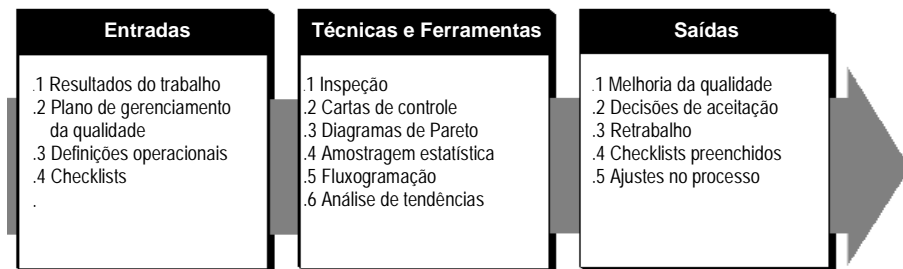 Entradas
.1 Resultados do trabalho
.2 Plano de gerenciamento
da qualidade
.3 Definições operacionais
.4 Checklists
.
Técnicas e Ferramentas
.1 Inspeção
.2 Cartas de controle
.3 Diagramas de Pareto
.4 Amostragem estatística
.5 Fluxogramação
.6 Análise de tendências
Saídas
.1 Melhoria da qualidade
.2 Decisões de aceitação
.3 Retrabalho
.4 Checklists preenchidos
.5 Ajustes no processo